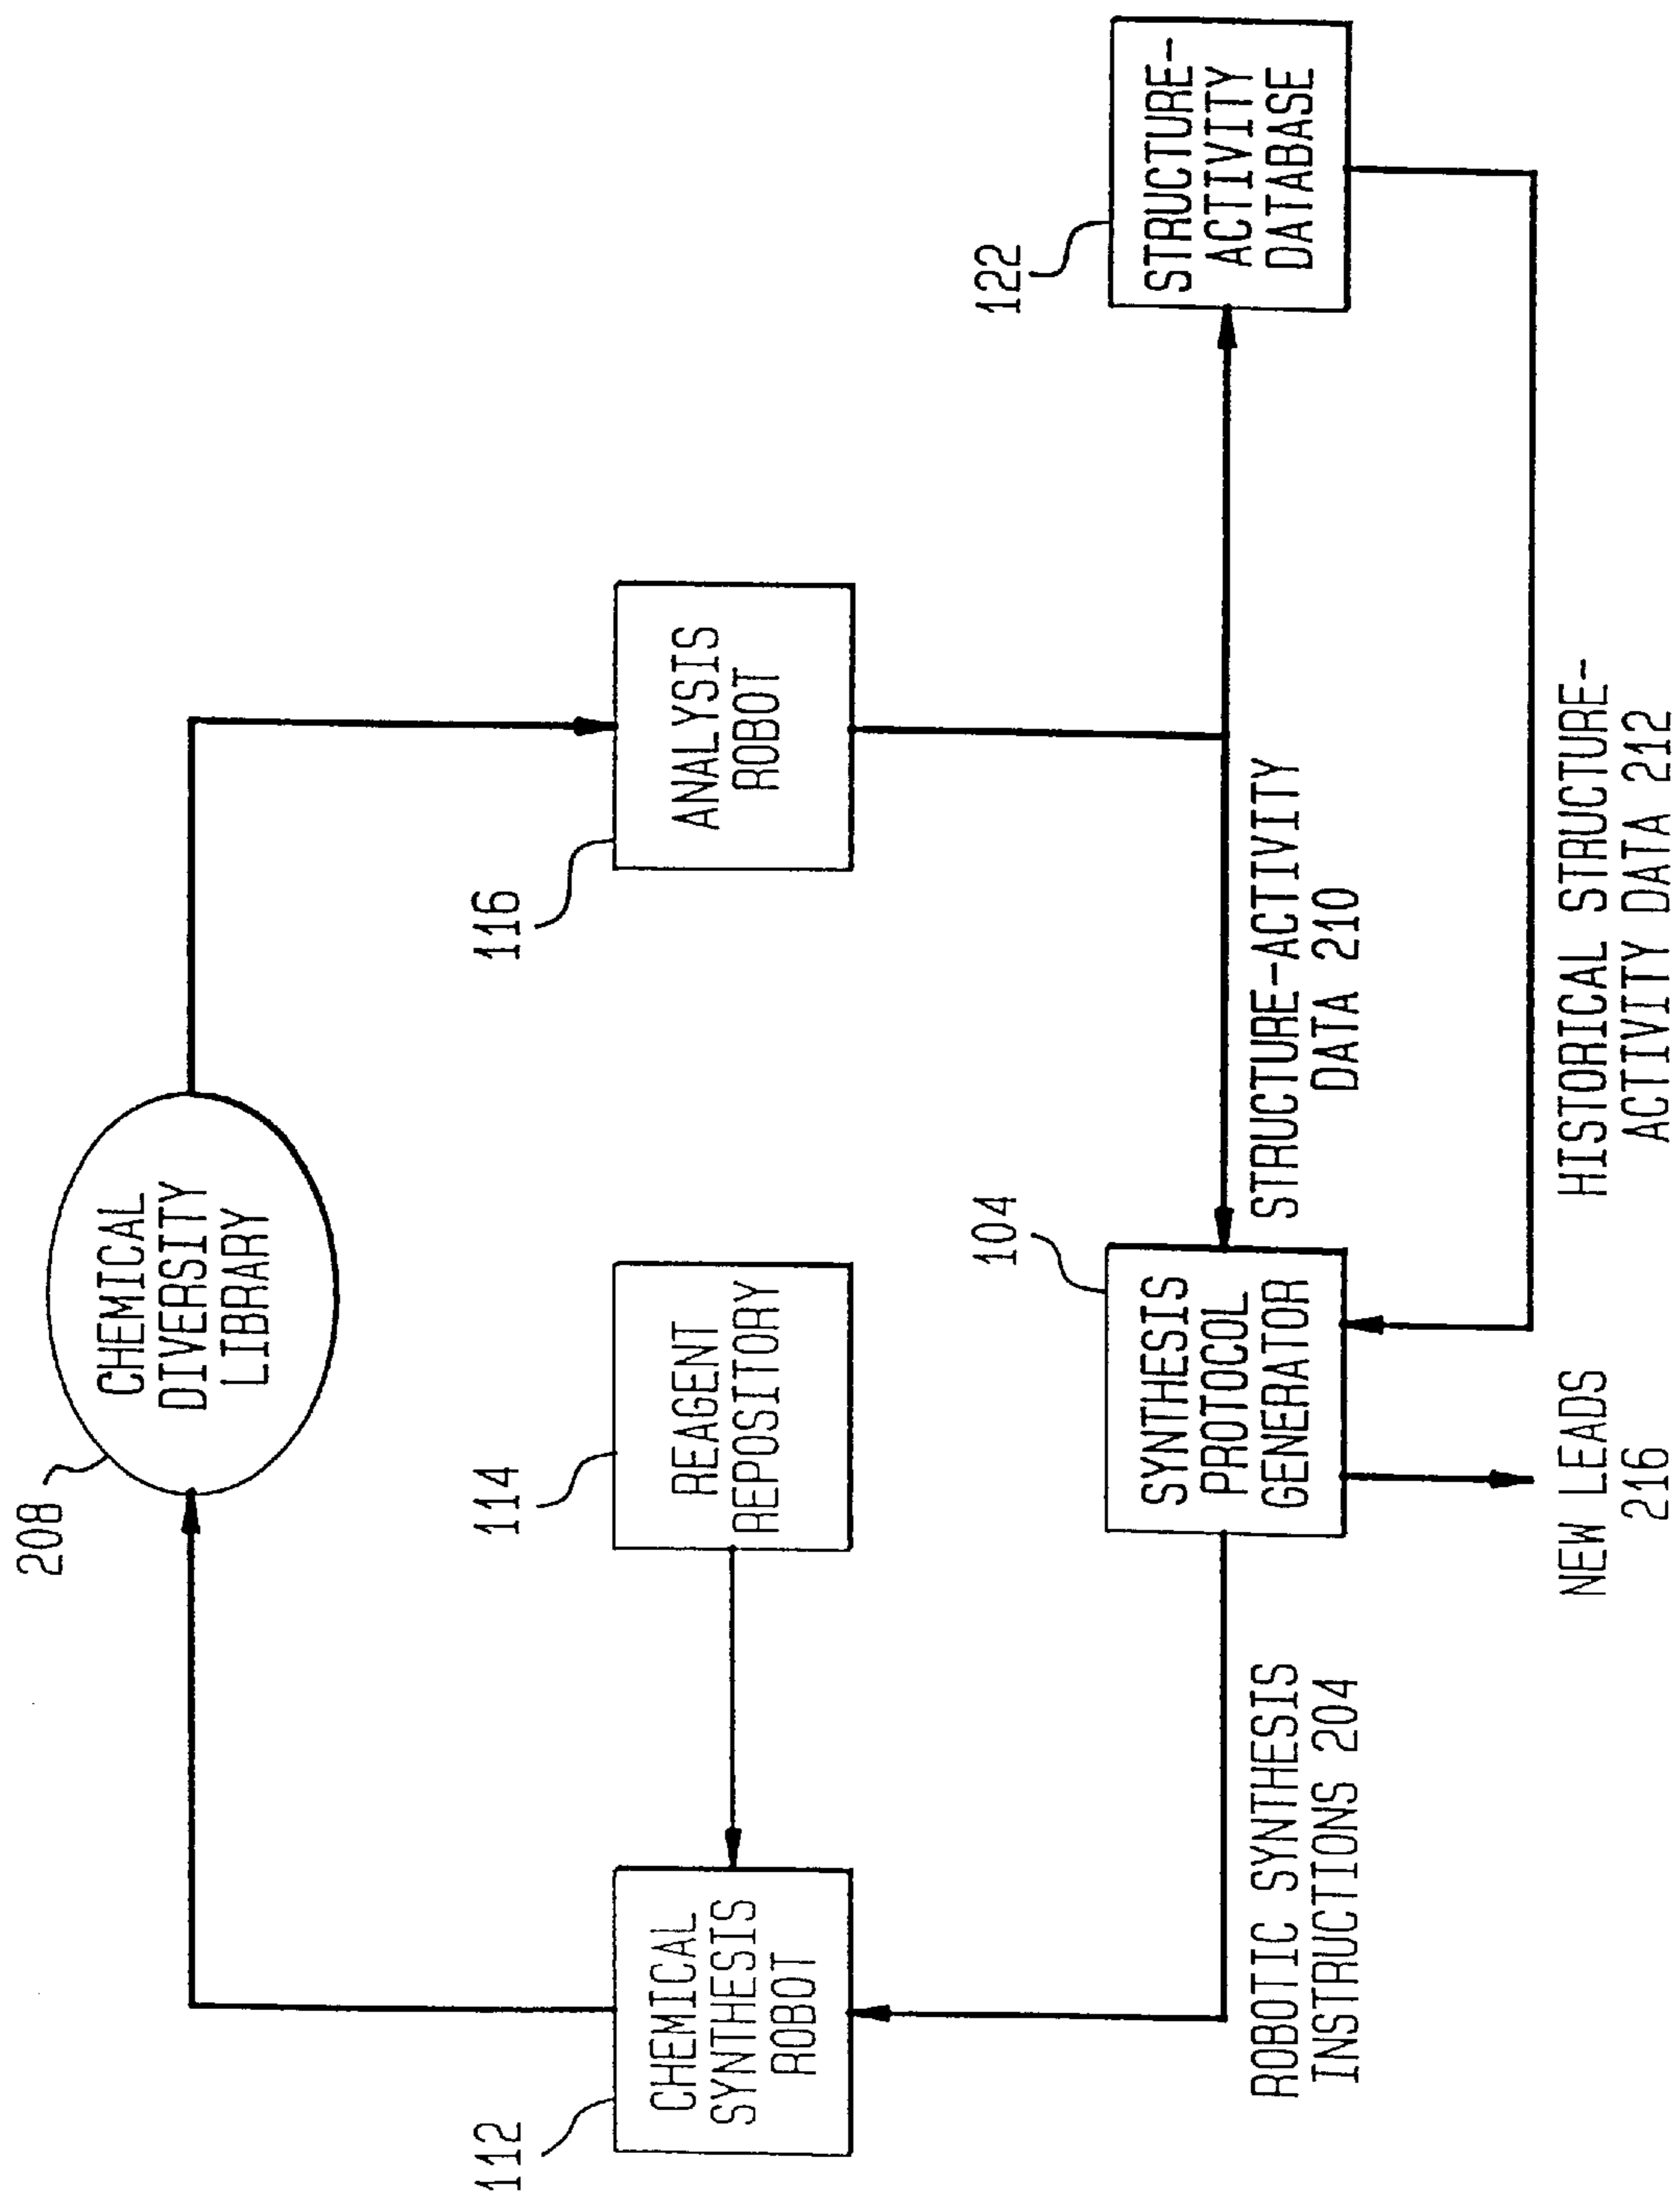 208
CHEMICAL
DIVERSITY
LIBRARY
112
CHEMICAL
SYNTHESIS
ROBOT
114
REAGENT
REPOSITORY
116
ANALYSIS
ROBOT
ROBOTIC SYNTHESIS
INSTRUCTIONS 204
104
SYNTHESIS
PROTOCOL
GENERATOR
STRUCTURE-ACTIVITY
DATA 210
122
STRUCTURE-
ACTIVITY
DATABASE
NEW LEADS
216
HISTORICAL STRUCTURE-
ACTIVITY DATA 212